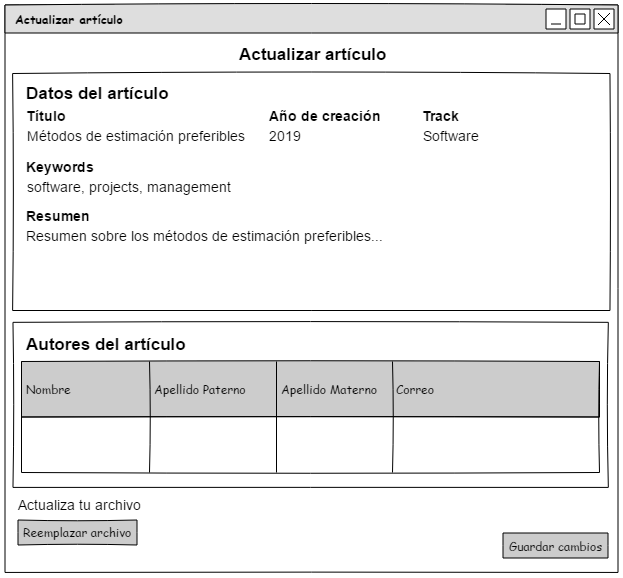 Actualizar artículo
Actualizar artículo
Datos del artículo
Título Año de creación Track
Métodos de estimación preferibles 2019 Software
Keywords
software, projects, management
Resumen
Resumen sobre los métodos de estimación preferibles...
Autores del artículo
Nombre Apellido Paterno Apellido Materno Correo
Actualiza tu archivo
Reemplazar archivo
Guardar cambios